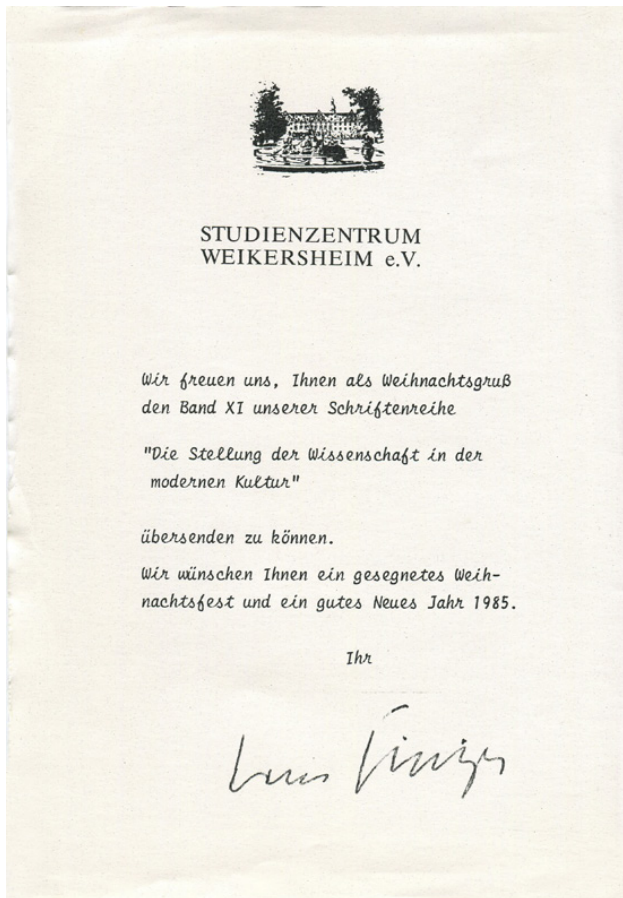 STUDIENZENTRUM
WEIKERSHEIM e.V.
Wir freuen uns, Ihnen als Weihnachtsgruß
den Band XI unserer Schriftenreihe
"Die Stellung der Wissenschaft in der
modernen Kultur"
übersenden zu können.
Wir wünschen Ihnen ein gesegnetes Weih-
nachtsfest und ein gutes Neues Jahr 1985.
Ihr